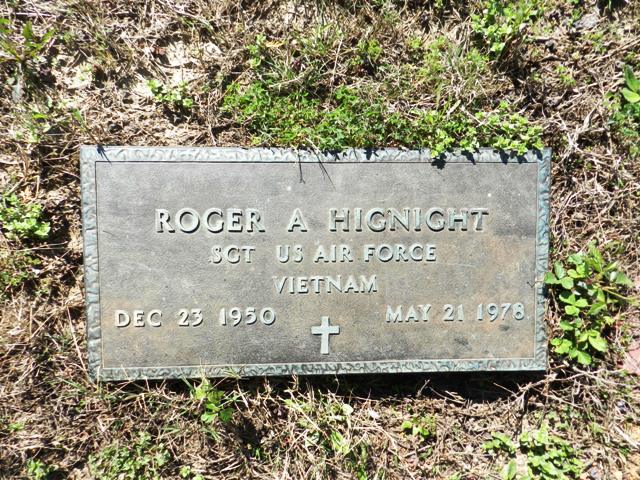 ROGER A HIGNIGHT
SGT US AIR FORCE
VIETNAM
DEC 23 1950 MAY 21 1978